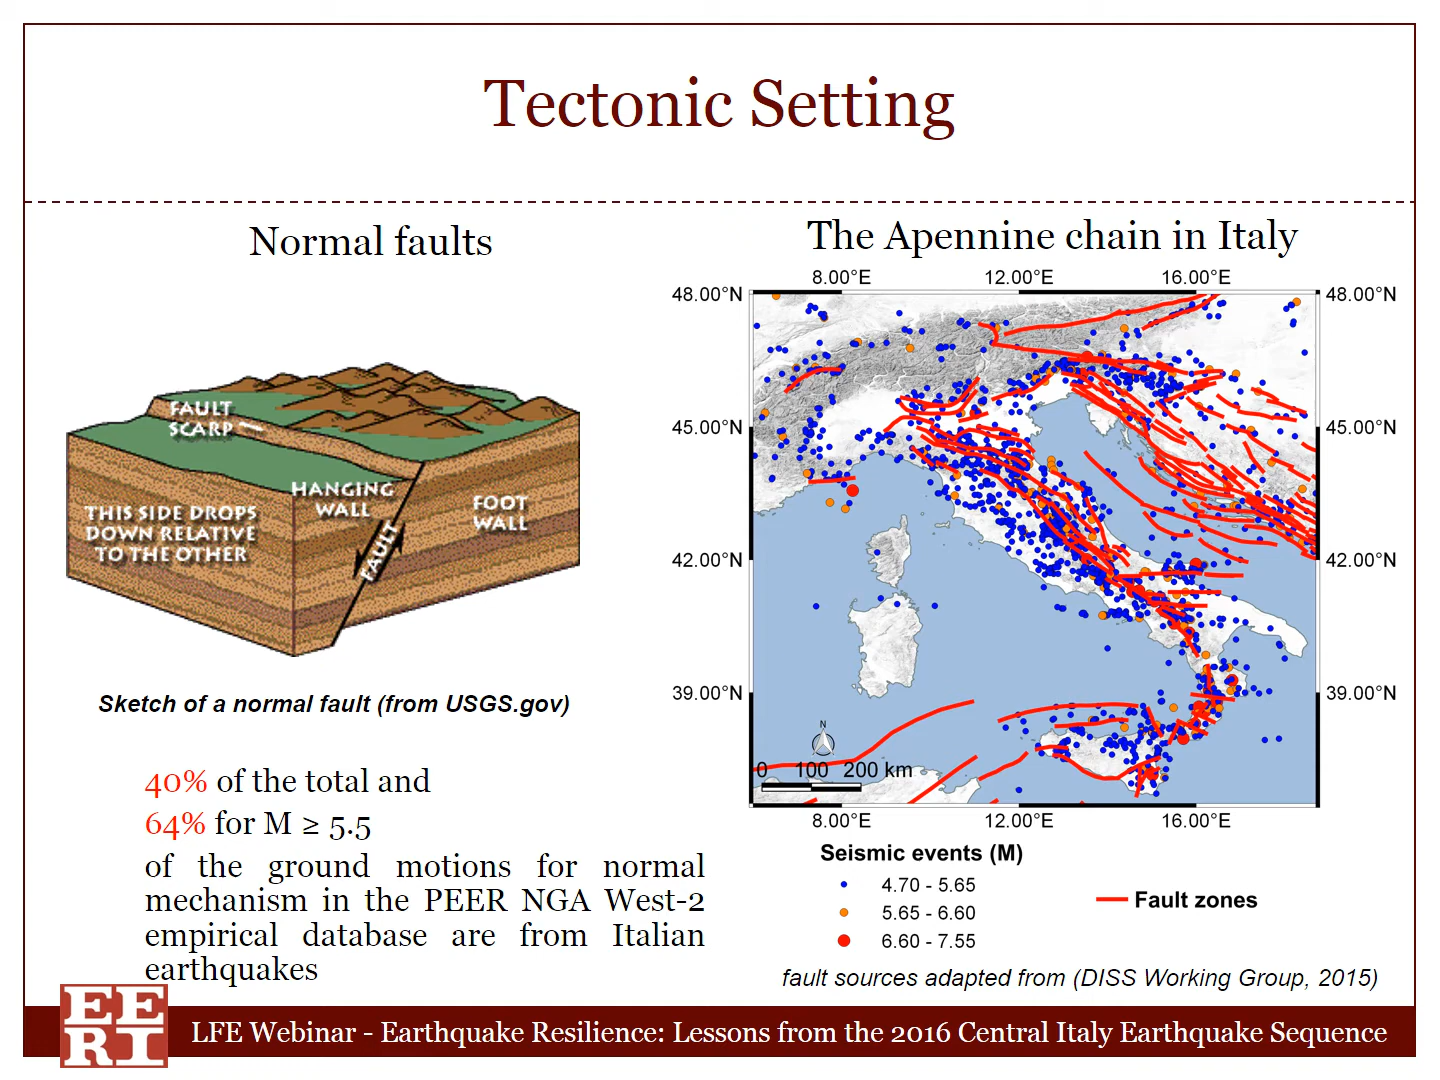 Tectonic Setting
Normal faults
FAULT
SCARP
HANGING
WALL
FOOT
WALL
THIS SIDE DROPS
DOWN RELATIVE
TO THE OTHER
FAULT
Sketch of a normal fault (from USGS.gov)
40% of the total and
64% for M ≥ 5.5
of the ground motions for normal
mechanism in the PEER NGA West-2
empirical database are from Italian
earthquakes
The Apennine chain in Italy
8.00°E 12.00°E 16.00°E
48.00°N 48.00°N
45.00°N 45.00°N
42.00°N 42.00°N
39.00°N 39.00°N
N
0 100 200 km
8.00°E 12.00°E 16.00°E
Seismic events (M)
4.70 - 5.65
5.65 - 6.60
6.60 - 7.55
Fault zones
fault sources adapted from (DISS Working Group, 2015)
EE
RI
LFE Webinar - Earthquake Resilience: Lessons from the 2016 Central Italy Earthquake Sequence